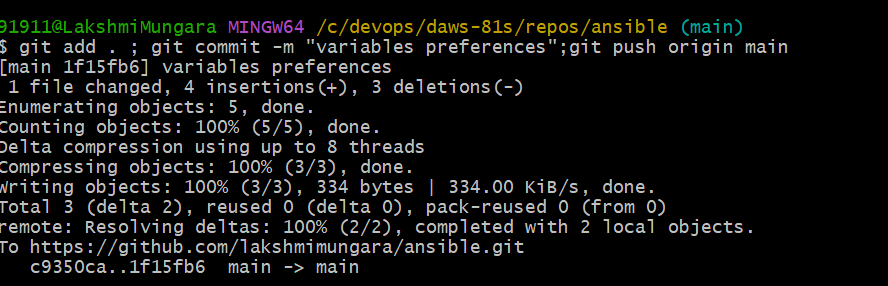 91911@LakshmiMungara MINGW64 /c/devops/daws-81s/repos/ansible (main)
$ git add . ; git commit -m "variables preferences";git push origin main
[main 1f15fb6] variables preferences
 1 file changed, 4 insertions(+), 3 deletions(-)
Enumerating objects: 5, done.
Counting objects: 100% (5/5), done.
Delta compression using up to 8 threads
Compressing objects: 100% (3/3), done.
Writing objects: 100% (3/3), 334 bytes | 334.00 KiB/s, done.
Total 3 (delta 2), reused 0 (delta 0), pack-reused 0 (from 0)
remote: Resolving deltas: 100% (2/2), completed with 2 local objects.
To https://github.com/lakshmimungara/ansible.git
   c9350ca..1f15fb6  main -> main